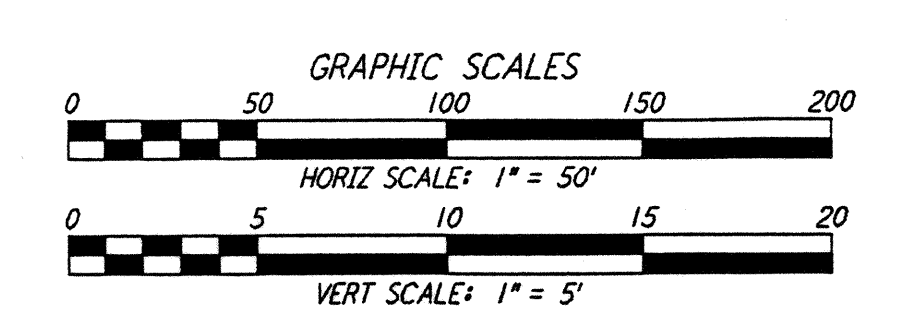 GRAPHIC SCALES
0 50 100 150 200
HORIZ SCALE: 1" = 50'
0 5 10 15 20
VERT SCALE: 1" = 5'